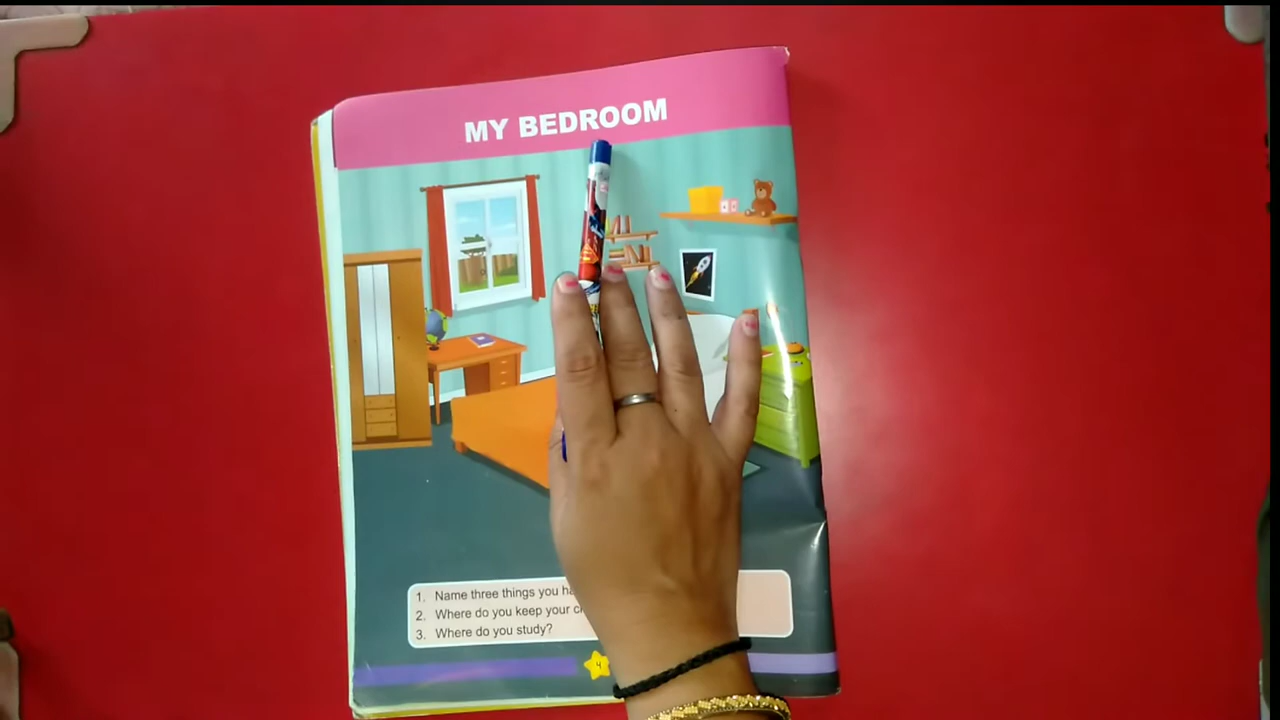 MY BEDROOM
1. Name three things you
2. Where do you keep your
3. Where do you study?
4